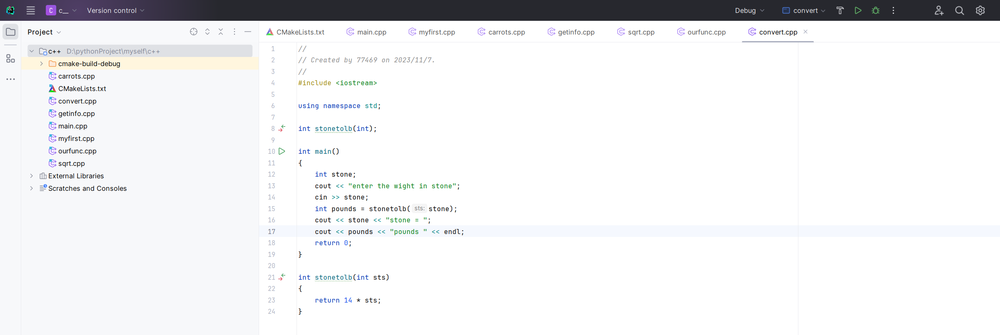 C c__ Version control Debug convert
Project
CMakeLists.txt main.cpp myfirst.cpp carrots.cpp getinfo.cpp sqrt.cpp ourfunc.cpp convert.cpp
c++ D:\pythonProject\myself\c++
cmake-build-debug
carrots.cpp
CMakeLists.txt
convert.cpp
getinfo.cpp
main.cpp
myfirst.cpp
ourfunc.cpp
sqrt.cpp
External Libraries
Scratches and Consoles
1 //
2 // Created by 77469 on 2023/11/7.
3 //
4 #include <iostream>
5
6 using namespace std;
7
8 int stonetolb(int);
9
10 int main()
11 {
12     int stone;
13     cout << "enter the wight in stone";
14     cin >> stone;
15     int pounds = stonetolb( sts: stone);
16     cout << stone << "stone = ";
17     cout << pounds << "pounds " << endl;
18     return 0;
19 }
20
21 int stonetolb(int sts)
22 {
23     return 14 * sts;
24 }